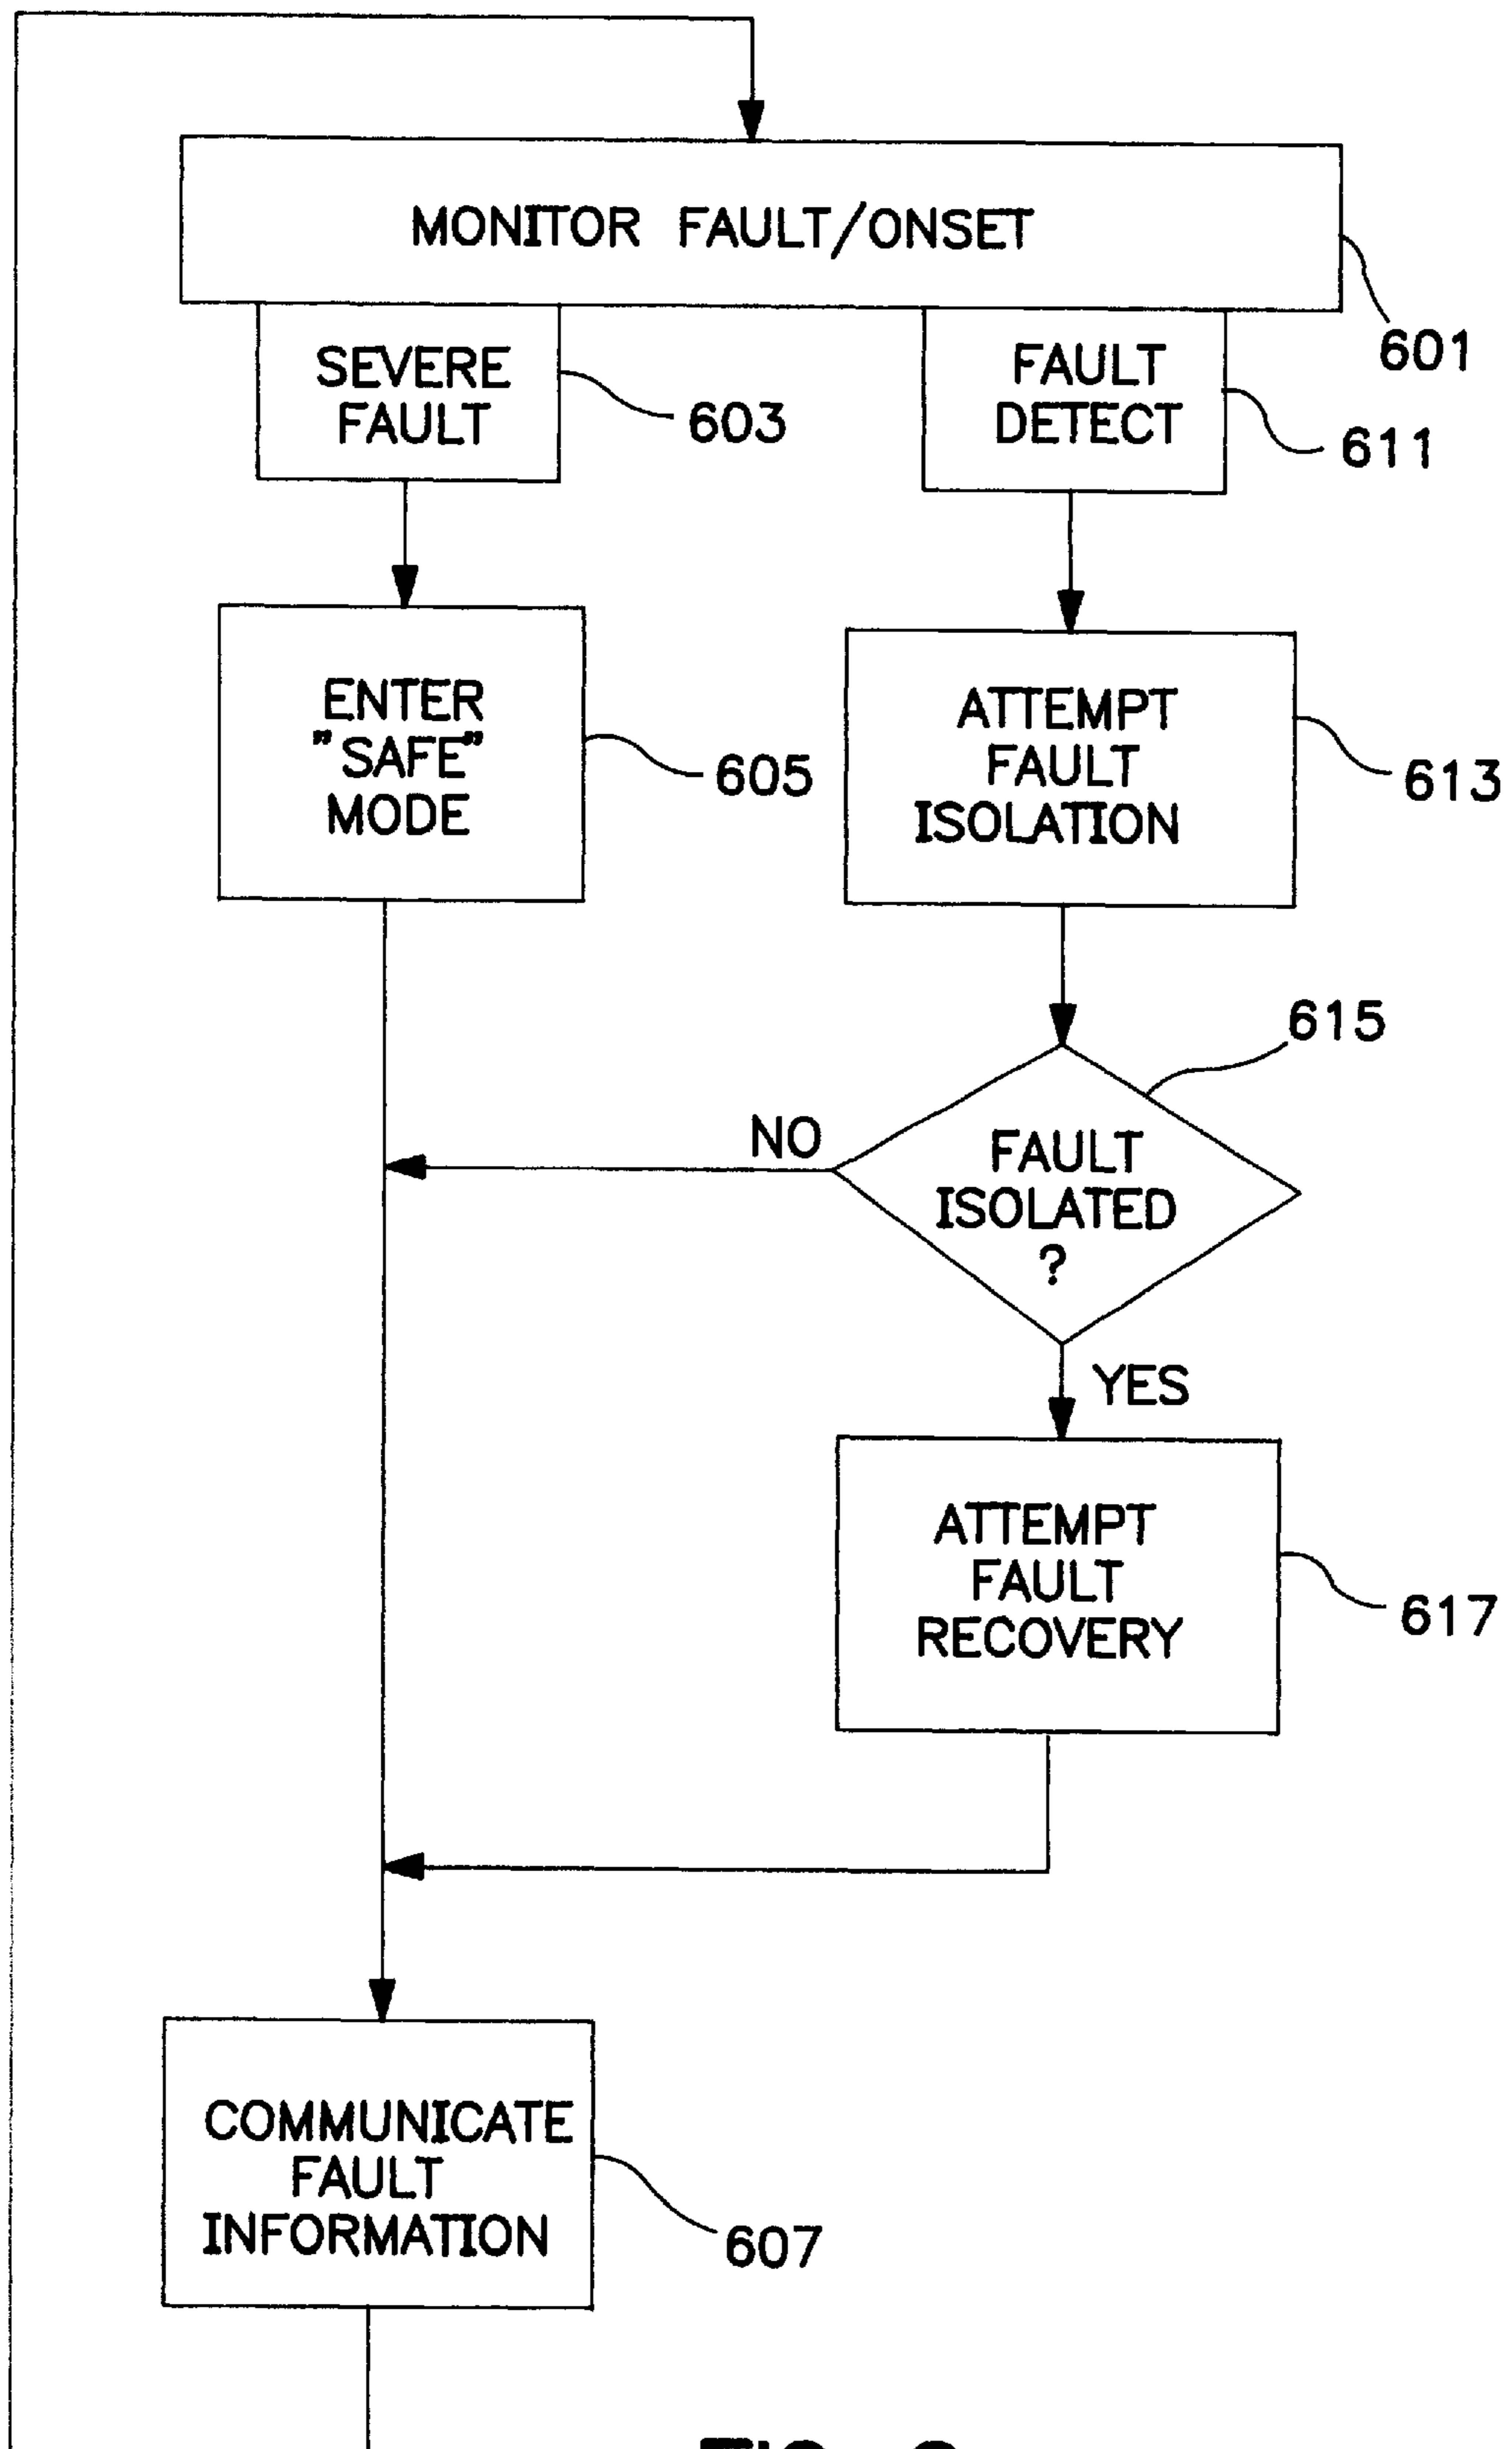 MONITOR FAULT/ONSET
601
SEVERE
FAULT
603
FAULT
DETECT
611
ENTER
"SAFE"
MODE
605
ATTEMPT
FAULT
ISOLATION
613
615
NO
FAULT
ISOLATED
?
YES
ATTEMPT
FAULT
RECOVERY
617
COMMUNICATE
FAULT
INFORMATION
607